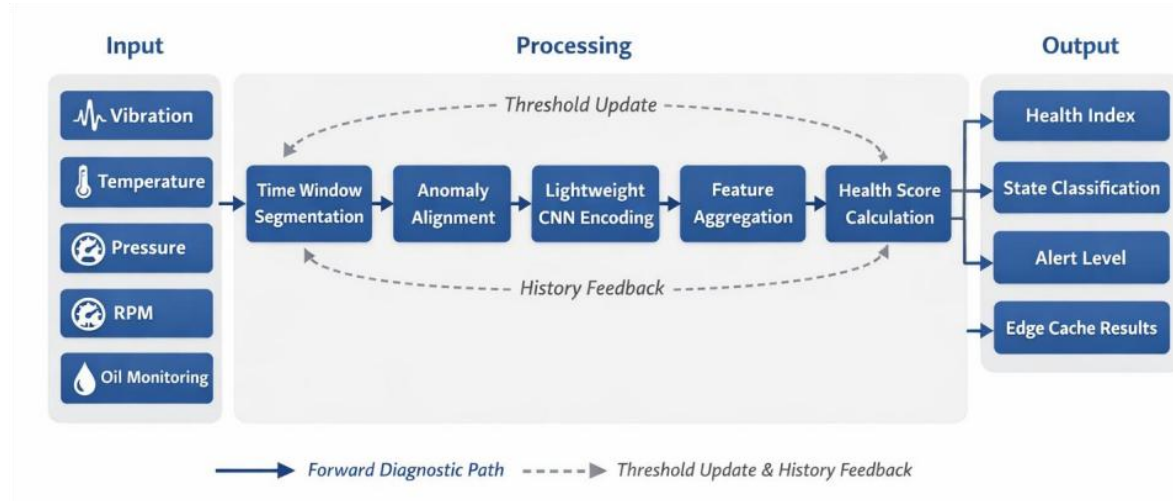 Input
Processing
Output
Vibration
Temperature
Pressure
RPM
Oil Monitoring
Threshold Update
Time Window
Segmentation
Anomaly
Alignment
Lightweight
CNN Encoding
Feature
Aggregation
Health Score
Calculation
History Feedback
Health Index
State Classification
Alert Level
Edge Cache Results
Forward Diagnostic Path
Threshold Update & History Feedback